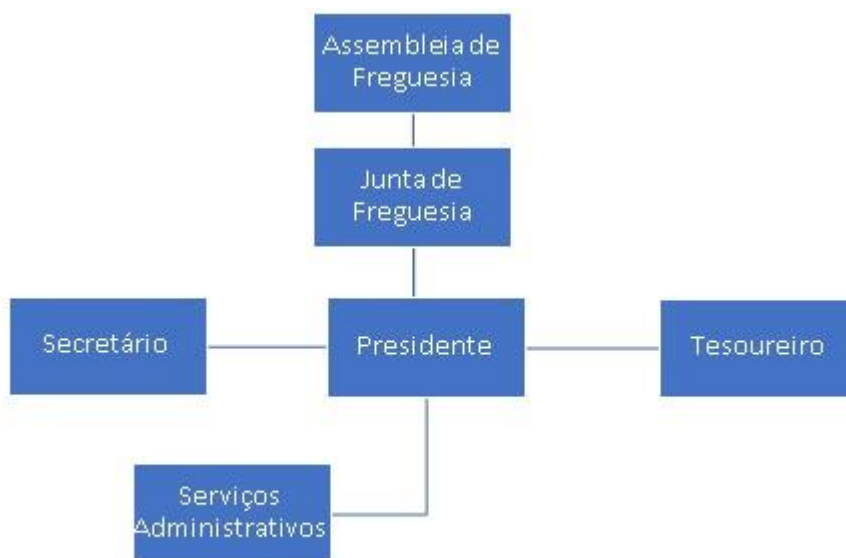 Assembleia de
Freguesia
Junta de
Freguesia
Secretário
Presidente
Tesoureiro
Serviços
Administrativos